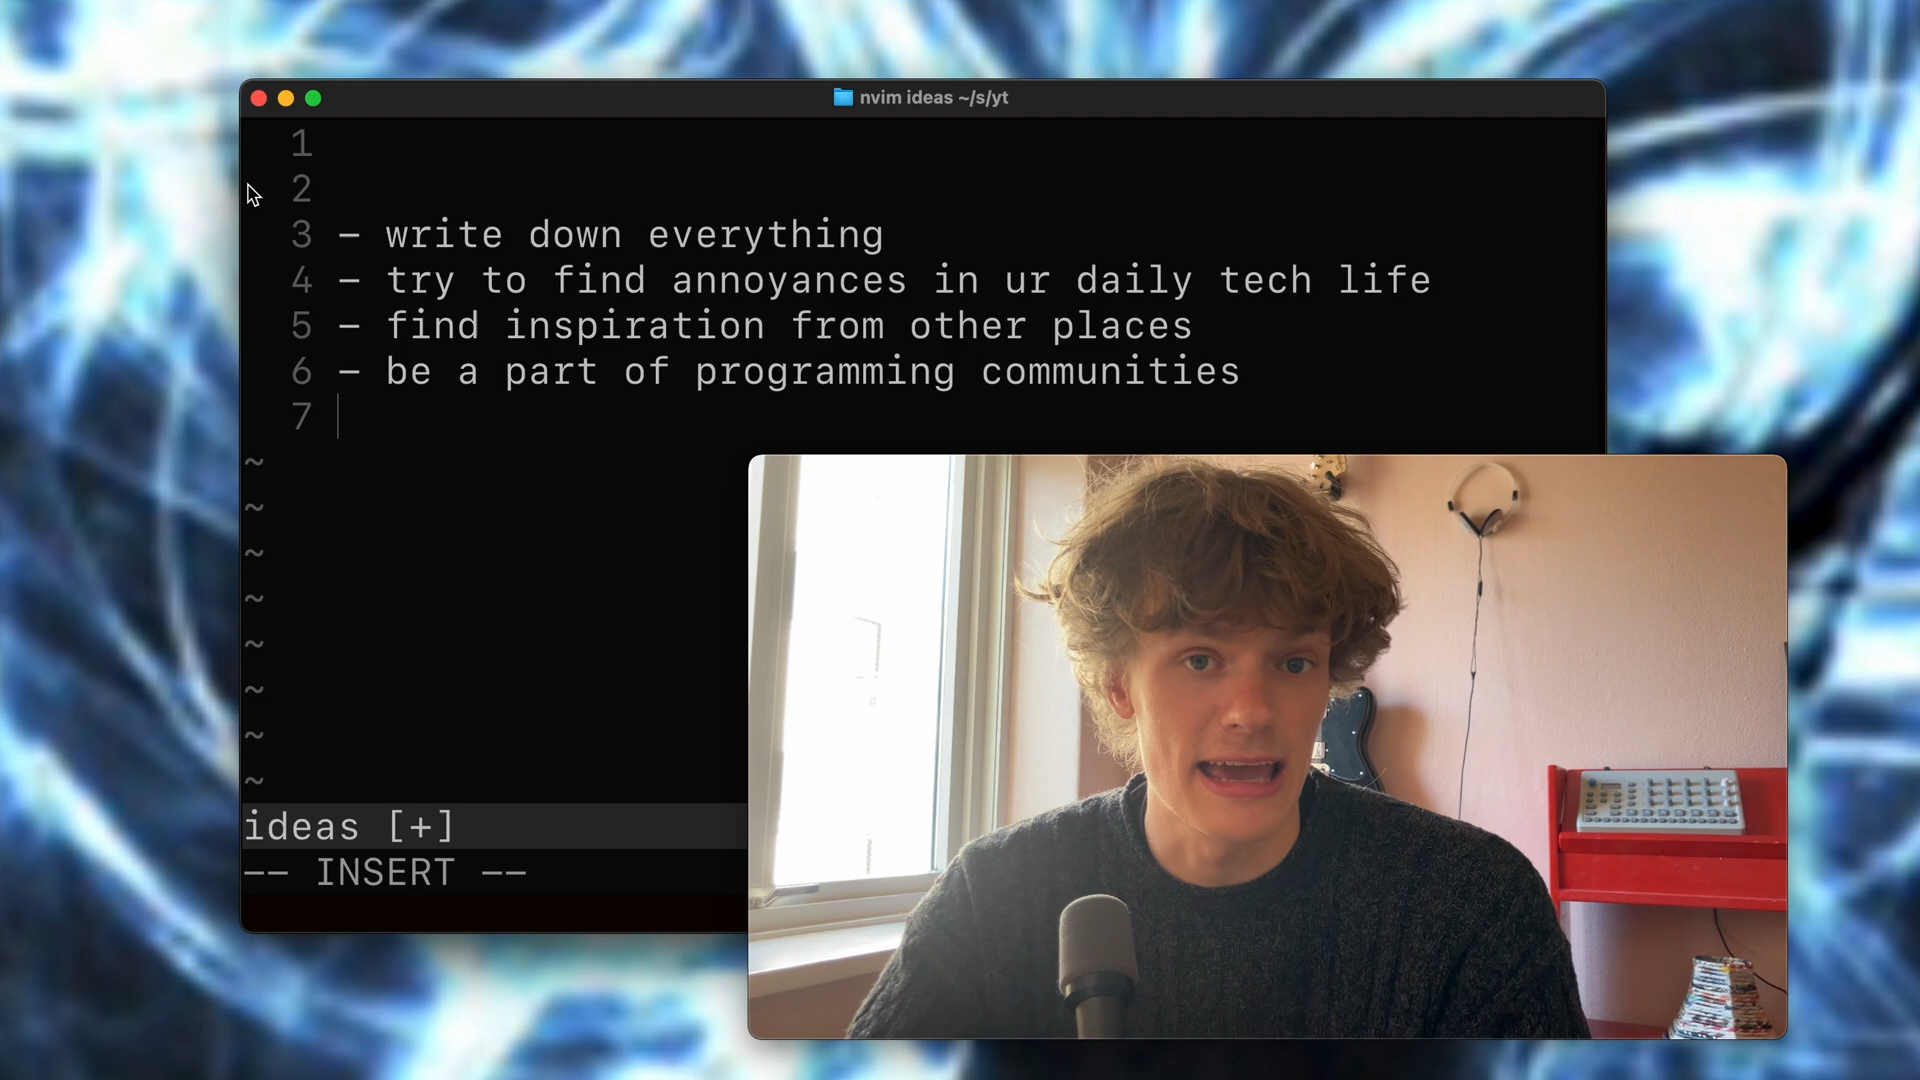 nvim ideas ~/s/yt
1
2
3 - write down everything
4 - try to find annoyances in ur daily tech life
5 - find inspiration from other places
6 - be a part of programming communities
7
~
~
~
~
~
~
~
~
ideas [+]
-- INSERT --